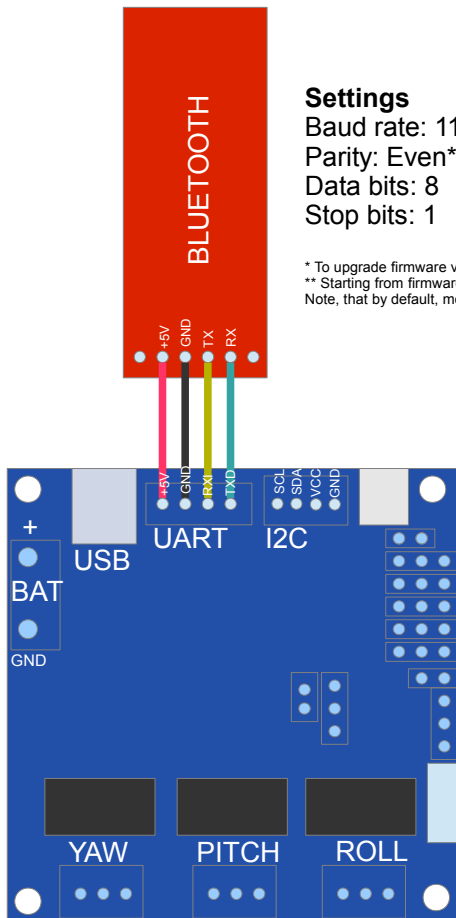 BLUETOOTH
+5V
GND
TX
RX
Settings
Baud rate: 11
Parity: Even*
Data bits: 8
Stop bits: 1
* To upgrade firmware v
** Starting from firmwar
Note, that by default, m
+5V
GND
RX
TXD
SCL
SDA
VCC
GND
USB
UART
I2C
+
BAT
GND
YAW
PITCH
ROLL